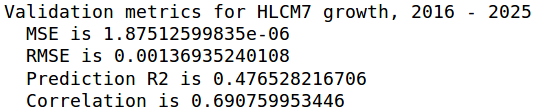 Validation metrics for HLCM7 growth, 2016 - 2025
MSE is 1.87512599835e-06
RMSE is 0.00136935240108
Prediction R2 is 0.476528216706
Correlation is 0.690759953446